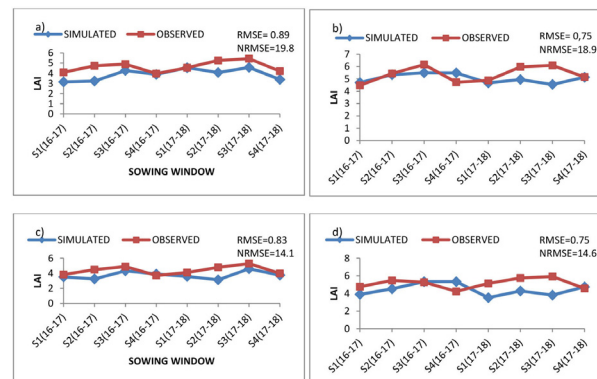 a)
RMSE= 0.89
SIMULATED OBSERVED
NRMSE=19.8
LAI
6
5
4
3
2
1
0
S1(16-17) S2(16-17) S3(16-17) S4(16-17) S1(17-18) S2(17-18) S3(17-18) S4(17-18)
SOWING WINDOW
b)
RMSE= 0,75
SIMULATED OBSERVED
NRMSE=18.9
LAI
7
6
5
4
3
2
1
0
S1(16-17) S2(16-17) S3(16-17) S4(16-17) S1(17-18) S2(17-18) S3(17-18) S4(17-18)
c)
RMSE=0.83
SIMULATED OBSERVED
NRMSE=14.1
LAI
6
4
2
0
S1(16-17) S2(16-17) S3(16-17) S4(16-17) S1(17-18) S2(17-18) S3(17-18) S4(17-18)
SOWING WINDOW
d)
RMSE=0.75
SIMULATED OBSERVED
NRMSE=14.6
LAI
8
6
4
2
0
S1(16-17) S2(16-17) S3(16-17) S4(16-17) S1(17-18) S2(17-18) S3(17-18) S4(17-18)